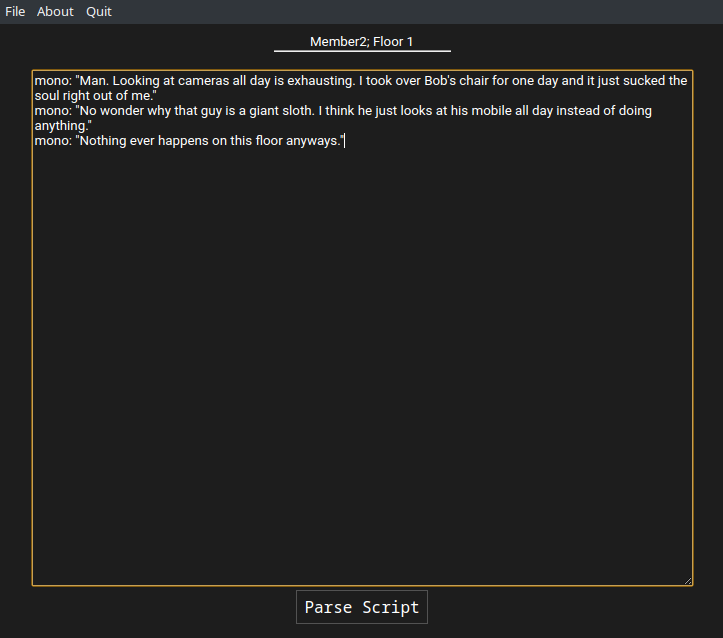 File About Quit
Member2; Floor 1
mono: "Man. Looking at cameras all day is exhausting. I took over Bob's chair for one day and it just sucked the
soul right out of me."
mono: "No wonder why that guy is a giant sloth. I think he just looks at his mobile all day instead of doing
anything."
mono: "Nothing ever happens on this floor anyways."
Parse Script